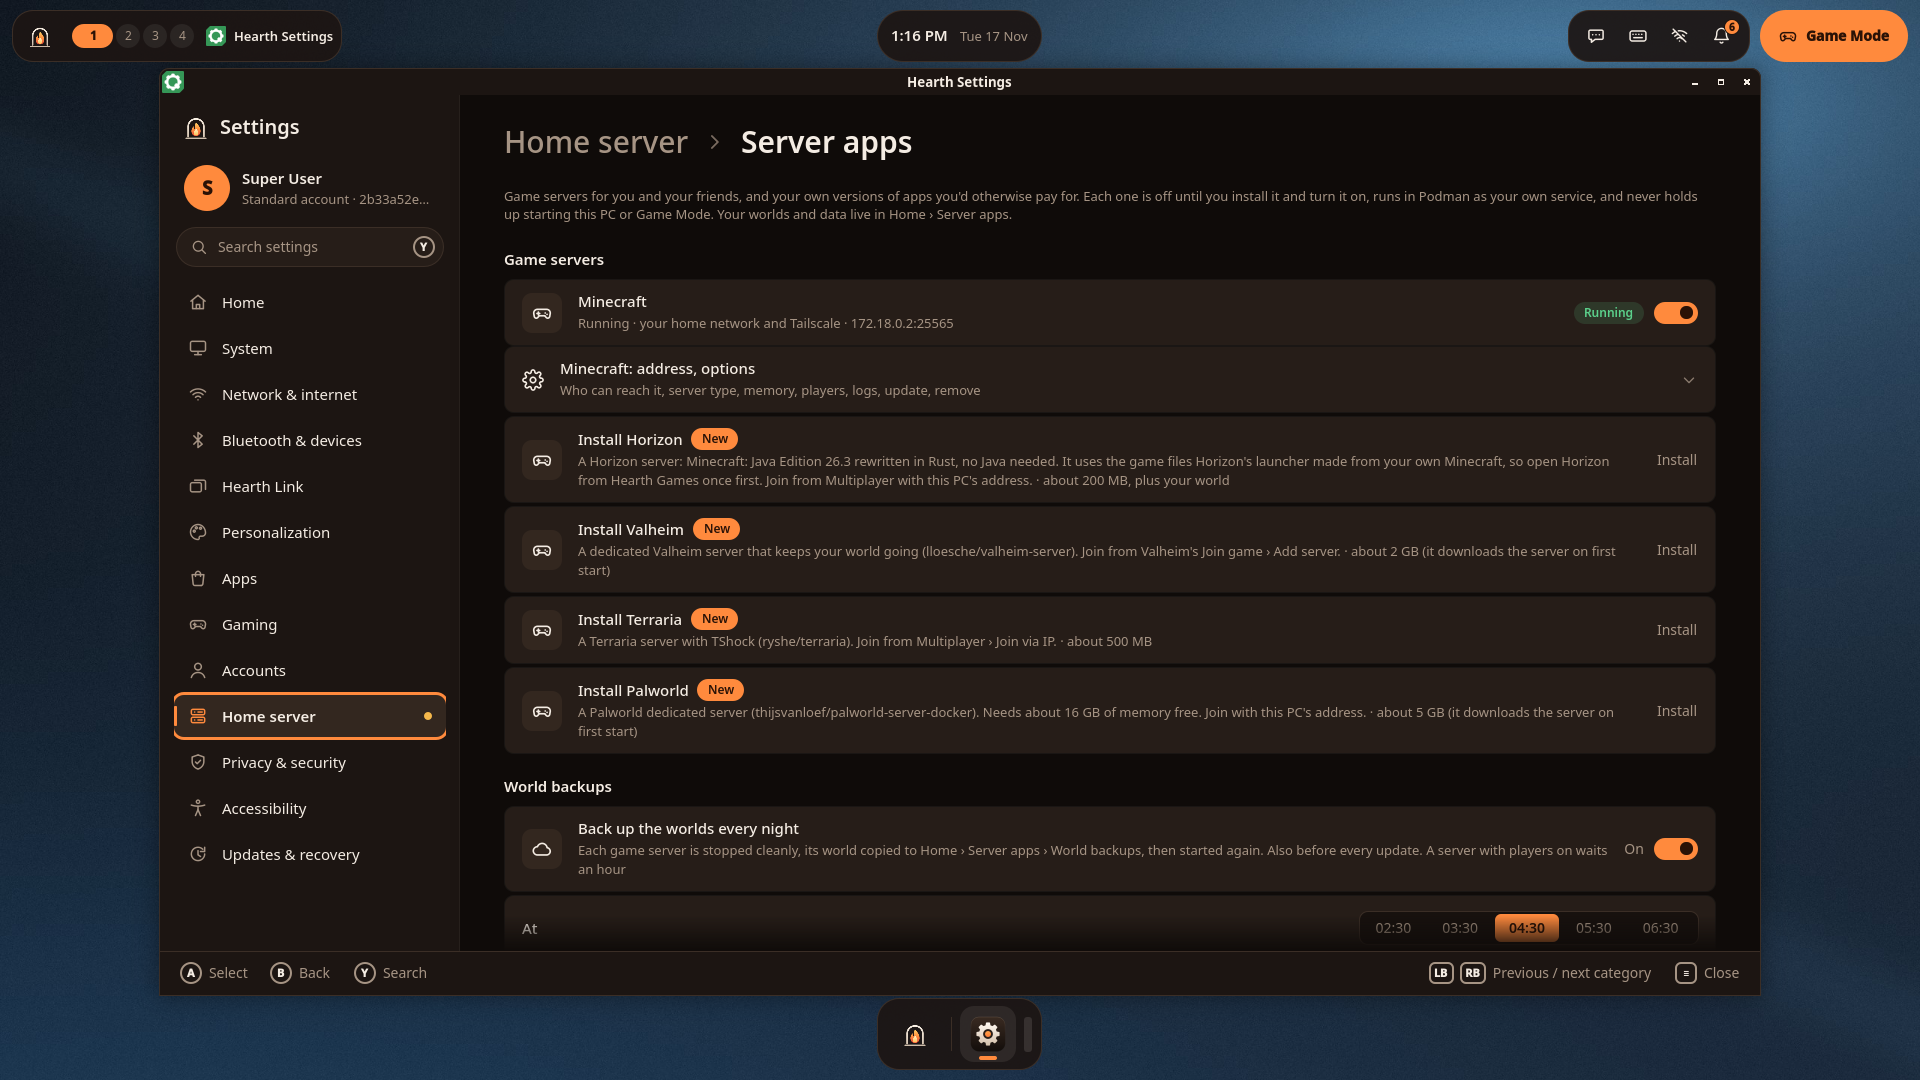 1 2 3 4 Hearth Settings
1:16 PM Tue 17 Nov
6
Game Mode
Hearth Settings
Settings
S
Super User
Standard account · 2b33a52e...
Search settings Y
Home
System
Network & internet
Bluetooth & devices
Hearth Link
Personalization
Apps
Gaming
Accounts
Home server
Privacy & security
Accessibility
Updates & recovery
Home server › Server apps
Game servers for you and your friends, and your own versions of apps you'd otherwise pay for. Each one is off until you install it and turn it on, runs in Podman as your own service, and never holds
up starting this PC or Game Mode. Your worlds and data live in Home › Server apps.
Game servers
Minecraft
Running · your home network and Tailscale · 172.18.0.2:25565
Running
Minecraft: address, options
Who can reach it, server type, memory, players, logs, update, remove
Install Horizon New
A Horizon server: Minecraft: Java Edition 26.3 rewritten in Rust, no Java needed. It uses the game files Horizon's launcher made from your own Minecraft, so open Horizon
from Hearth Games once first. Join from Multiplayer with this PC's address. · about 200 MB, plus your world
Install
Install Valheim New
A dedicated Valheim server that keeps your world going (lloesche/valheim-server). Join from Valheim's Join game › Add server. · about 2 GB (it downloads the server on first
start)
Install
Install Terraria New
A Terraria server with TShock (ryshe/terraria). Join from Multiplayer › Join via IP. · about 500 MB
Install
Install Palworld New
A Palworld dedicated server (thijsvanloef/palworld-server-docker). Needs about 16 GB of memory free. Join with this PC's address. · about 5 GB (it downloads the server on
first start)
Install
World backups
Back up the worlds every night
Each game server is stopped cleanly, its world copied to Home › Server apps › World backups, then started again. Also before every update. A server with players on waits
an hour
On
At 02:30 03:30 04:30 05:30 06:30
A Select B Back Y Search
LB RB Previous / next category ≡ Close